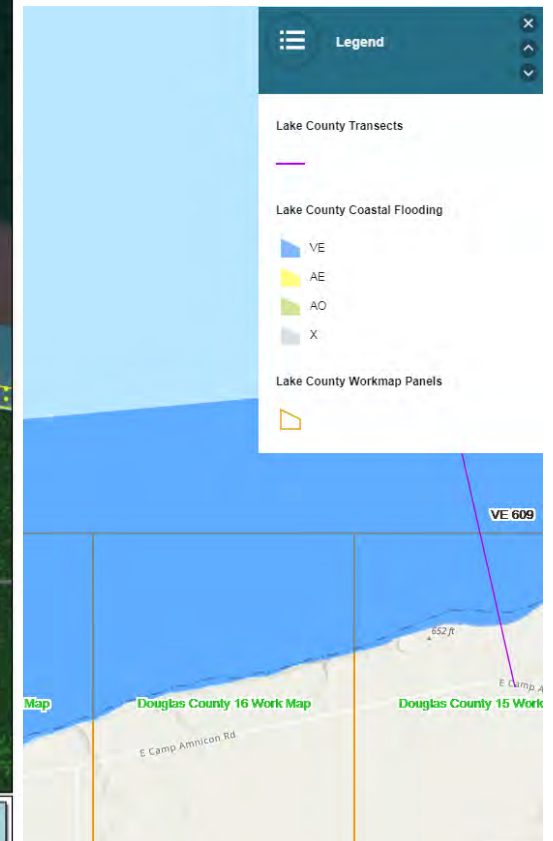 Legend
Lake County Transects
Lake County Coastal Flooding
VE
AE
AO
X
Lake County Workmap Panels
VE 609
652 ft
E Camp A
Map
Douglas County 16 Work Map
Douglas County 15 Work
E Camp Amnicon Rd